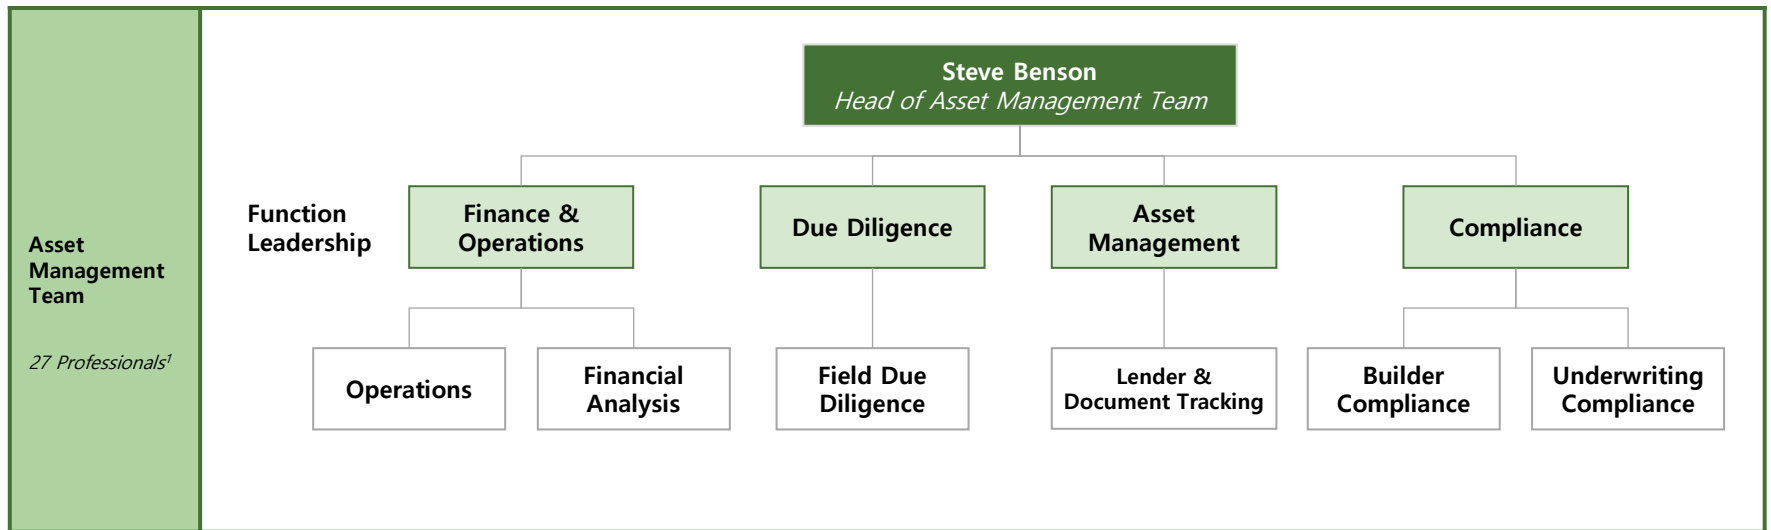 Steve Benson
Head of Asset Management Team
Function
Leadership
Finance &
Operations
Due Diligence
Asset
Management
Compliance
Asset
Management
Team
27 Professionals¹
Operations
Financial
Analysis
Field Due
Diligence
Lender &
Document Tracking
Builder
Compliance
Underwriting
Compliance